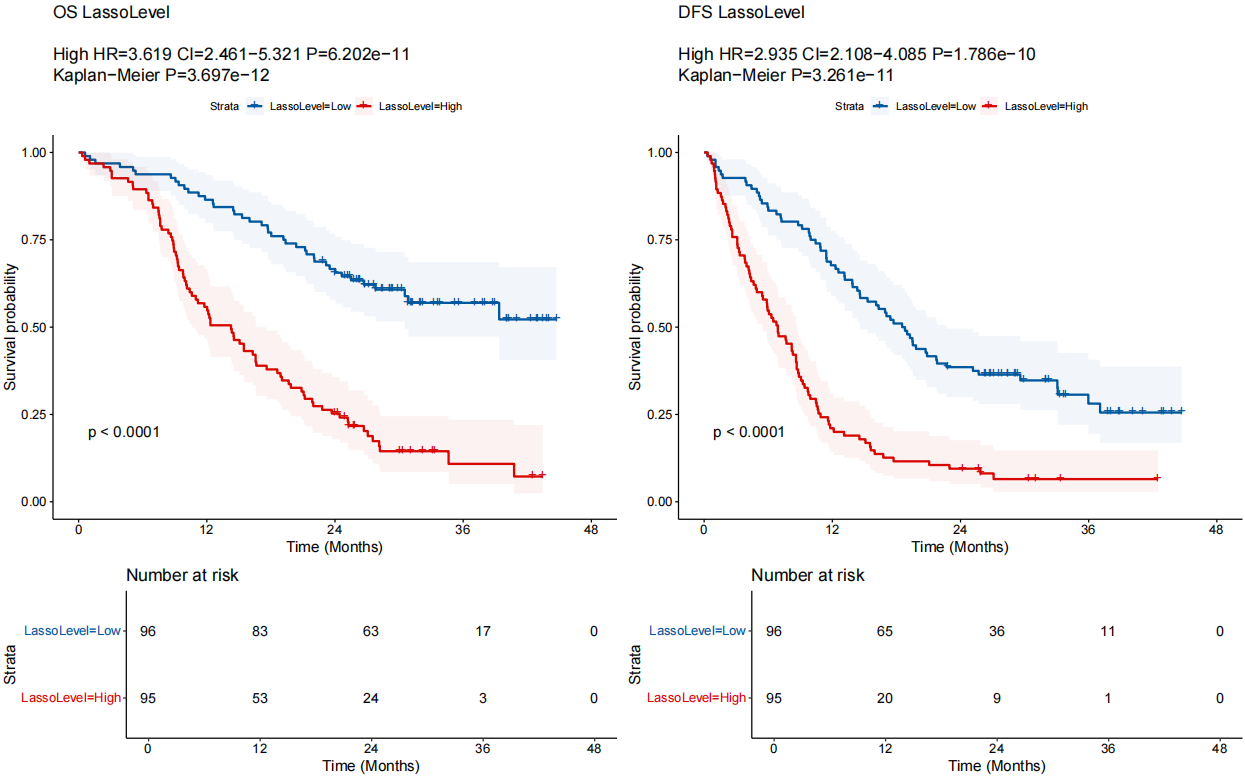 OS LassoLevel
High HR=3.619 CI=2.461−5.321 P=6.202e−11
Kaplan−Meier P=3.697e−12
Strata LassoLevel=Low LassoLevel=High
Survival probability
1.00
0.75
0.50
0.25
0.00
p < 0.0001
0 12 24 36 48
Time (Months)
Number at risk
Strata
LassoLevel=Low 96 83 63 17 0
LassoLevel=High 95 53 24 3 0
0 12 24 36 48
Time (Months)
DFS LassoLevel
High HR=2.935 CI=2.108−4.085 P=1.786e−10
Kaplan−Meier P=3.261e−11
Strata LassoLevel=Low LassoLevel=High
Survival probability
1.00
0.75
0.50
0.25
0.00
p < 0.0001
0 12 24 36 48
Time (Months)
Number at risk
Strata
LassoLevel=Low 96 65 36 11 0
LassoLevel=High 95 20 9 1 0
0 12 24 36 48
Time (Months)